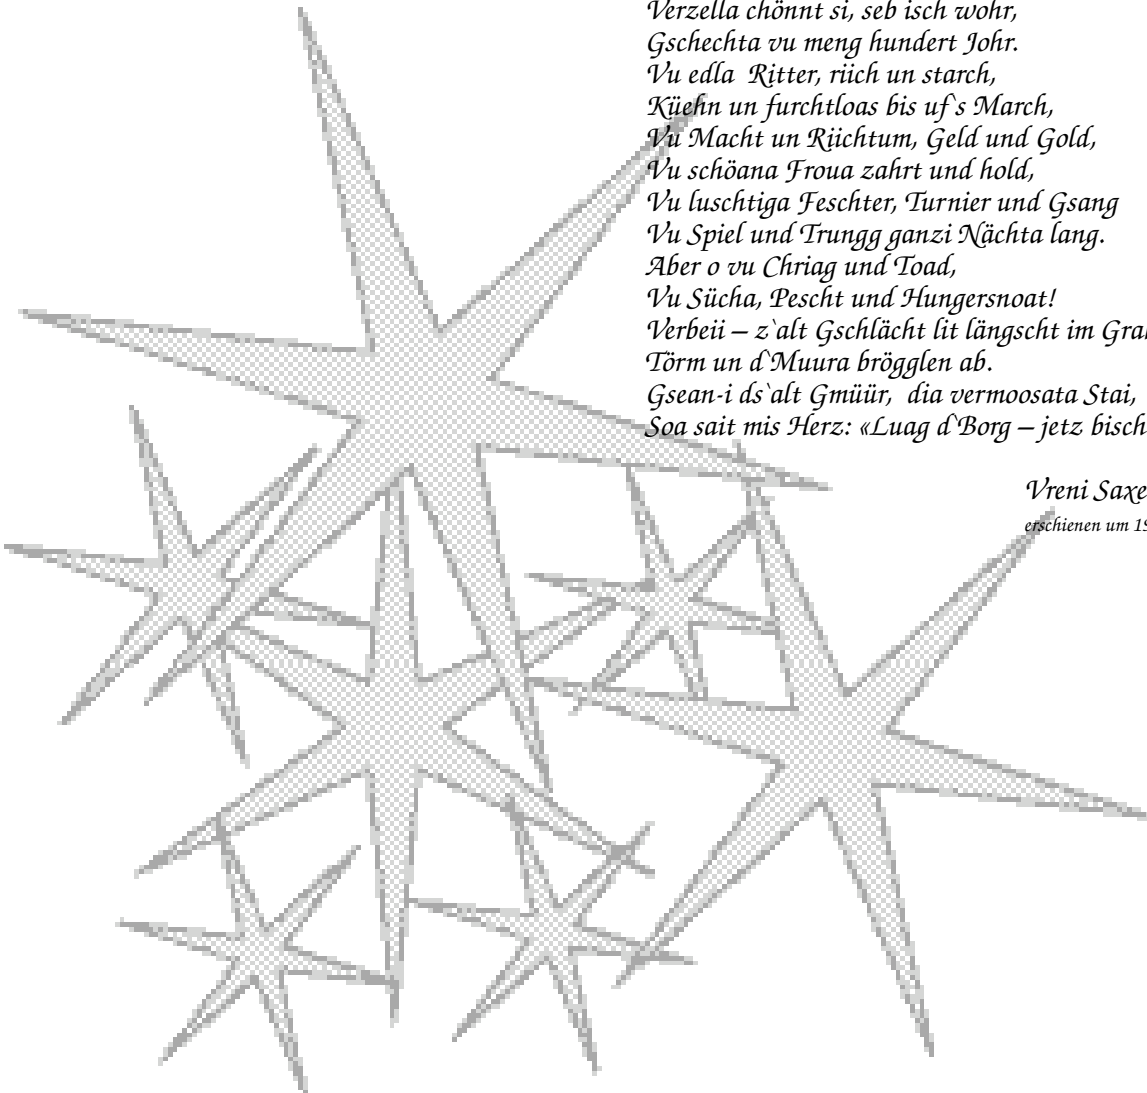 Verzella chönnt si, seb isch wohr,
Gschechta vu meng hundert Johr.
Vu edla Ritter, riich un starch,
Küehn un furchtloas bis uf`s March,
Vu Macht un Riichtum, Geld und Gold,
Vu schöana Froua zahrt und hold,
Vu luschtiga Feschter, Turnier und Gsang
Vu Spiel und Trungg ganzi Nächta lang.
Aber o vu Chriag und Toad,
Vu Sücha, Pescht und Hungersnoat!
Verbeii – z`alt Gschlächt lit längscht im
Törm un d`Muura brögglen ab.
Gsean-i ds`alt Gmüür, dia vermoosata Stai,
Soa sait mis Herz: «Luag d`Borg – jetz bisch
Vreni
erschienen um